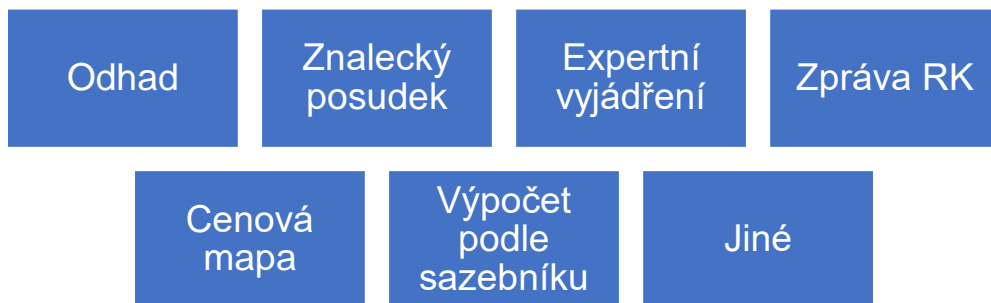 Odhad
Znalecký
posudek
Expertní
vyjádření
Zpráva RK
Cenová
mapa
Výpočet
podle
sazebníku
Jiné